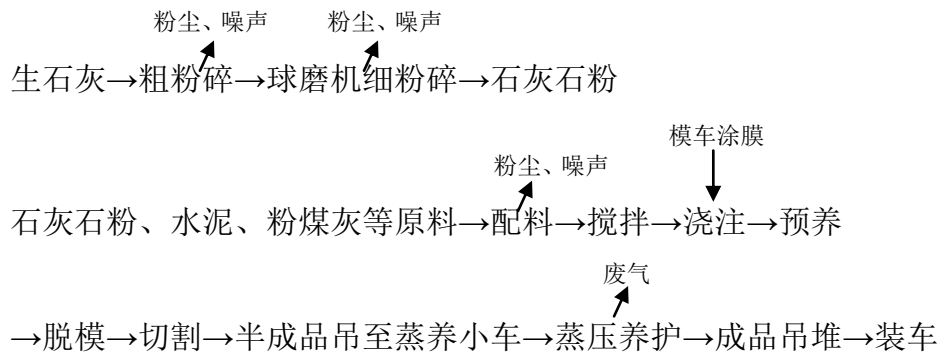 粉尘、噪声 粉尘、噪声
生石灰→粗粉碎→球磨机细粉碎→石灰石粉
模车涂膜
粉尘、噪声
石灰石粉、水泥、粉煤灰等原料→配料→搅拌→浇注→预养
废气
→脱模→切割→半成品吊至蒸养小车→蒸压养护→成品吊堆→装车